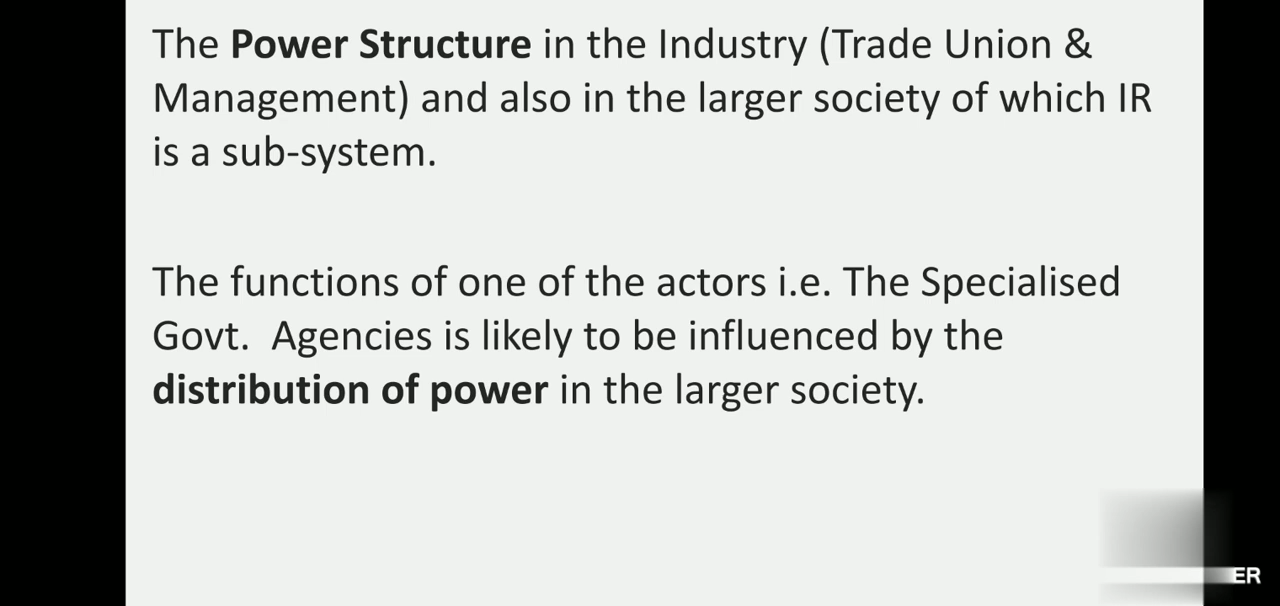 The Power Structure in the Industry (Trade Union &
Management) and also in the larger society of which IR
is a sub-system.
The functions of one of the actors i.e. The Specialised
Govt.  Agencies is likely to be influenced by the
distribution of power in the larger society.
ER